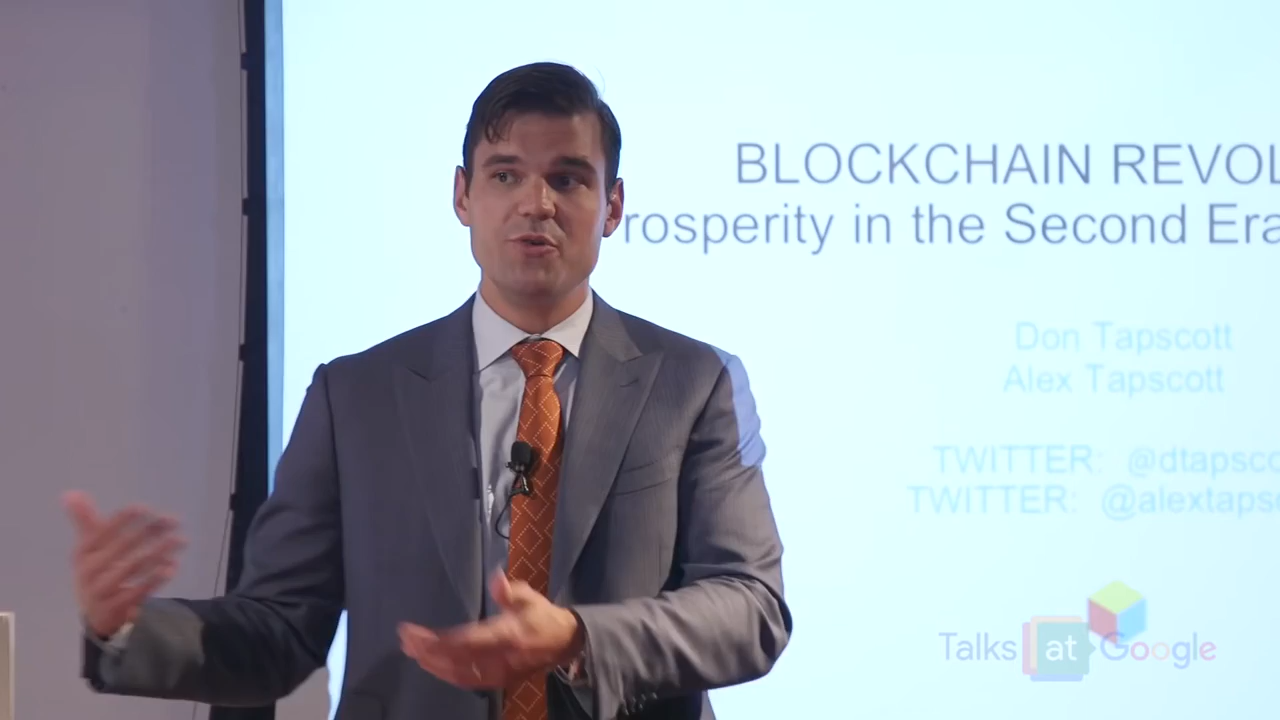 BLOCKCHAIN REVOL
rosperity in the Second Era
Don Tapscott
Alex Tapscott
TWITTER: @dtapsco
TWITTER: @alextapsc
Talks at Google